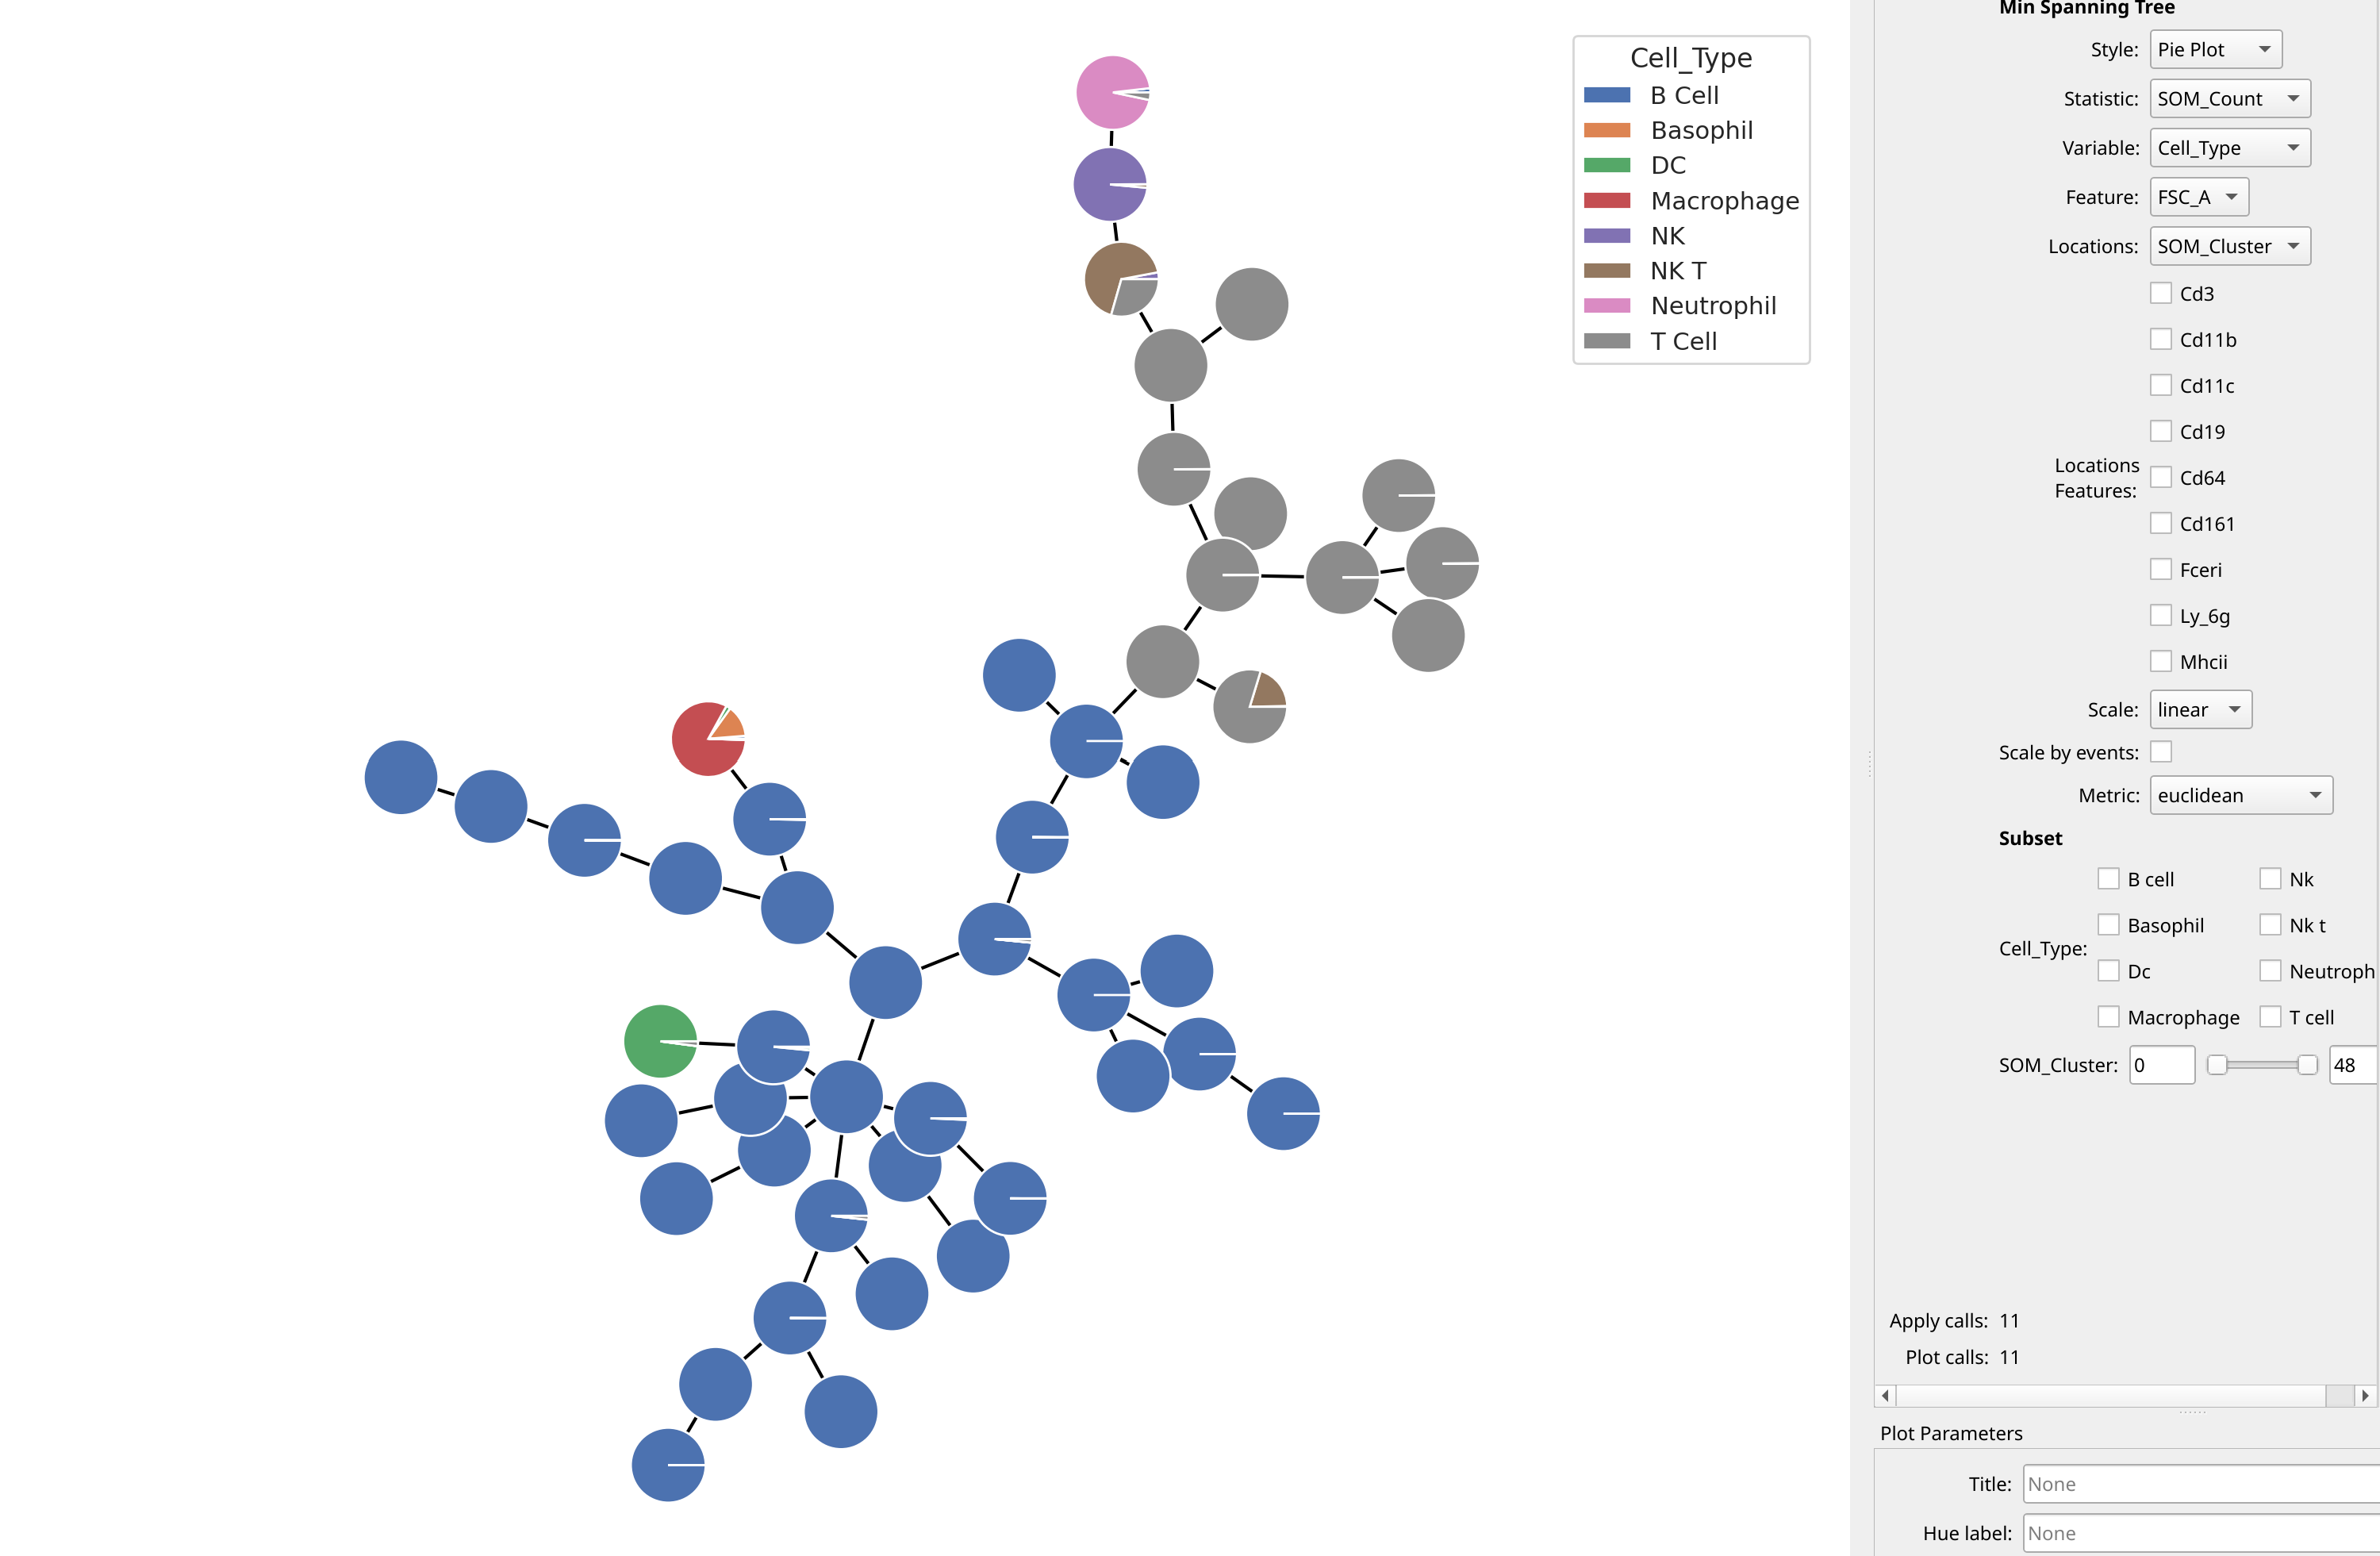 Cell_Type
B Cell
Basophil
DC
Macrophage
NK
NK T
Neutrophil
T Cell
Min Spanning Tree
Style: Pie Plot
Statistic: SOM_Count
Variable: Cell_Type
Feature: FSC_A
Locations: SOM_Cluster
Locations Features:
Cd3
Cd11b
Cd11c
Cd19
Cd64
Cd161
Fceri
Ly_6g
Mhcii
Scale: linear
Scale by events:
Metric: euclidean
Subset
Cell_Type:
B cell Nk
Basophil Nk t
Dc Neutroph
Macrophage T cell
SOM_Cluster: 0 48
Apply calls: 11
Plot calls: 11
Plot Parameters
Title: None
Hue label: None